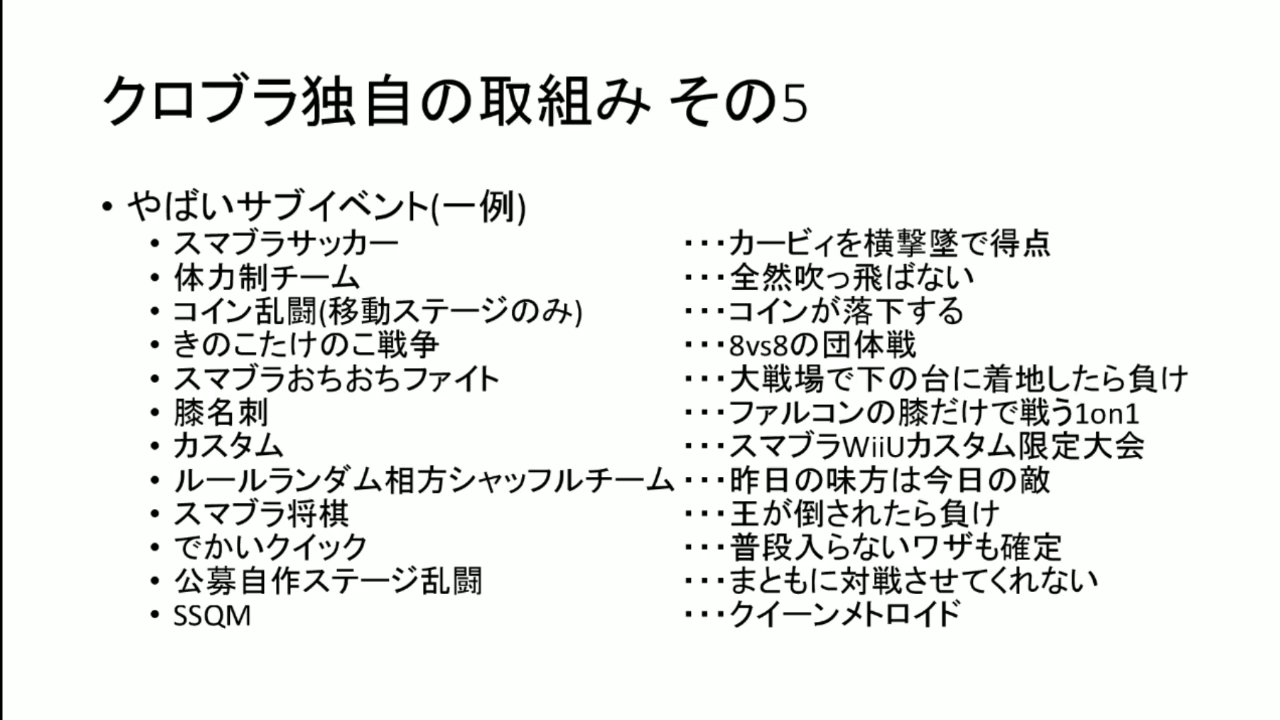 クロブラ独自の取組み その5
• やばいサブイベント(一例)
• スマブラサッカー ･･･カービィを横撃墜で得点
• 体力制チーム ･･･全然吹っ飛ばない
• コイン乱闘(移動ステージのみ) ･･･コインが落下する
• きのこたけのこ戦争 ･･･8vs8の団体戦
• スマブラおちおちファイト ･･･大戦場で下の台に着地したら負け
• 膝名刺 ･･･ファルコンの膝だけで戦う1on1
• カスタム ･･･スマブラWiiUカスタム限定大会
• ルールランダム相方シャッフルチーム ･･･昨日の味方は今日の敵
• スマブラ将棋 ･･･王が倒されたら負け
• でかいクイック ･･･普段入らないワザも確定
• 公募自作ステージ乱闘 ･･･まともに対戦させてくれない
• SSQM ･･･クイーンメトロイド